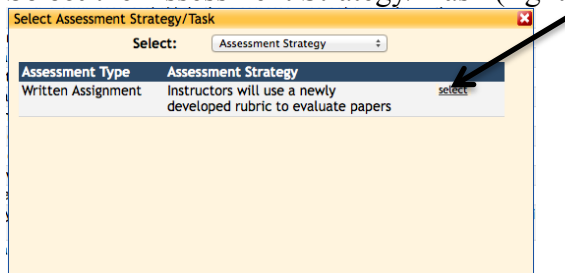 Select Assessment Strategy/Task
Select: Assessment Strategy
Assessment Type Assessment Strategy
Written Assignment Instructors will use a newly select
developed rubric to evaluate papers